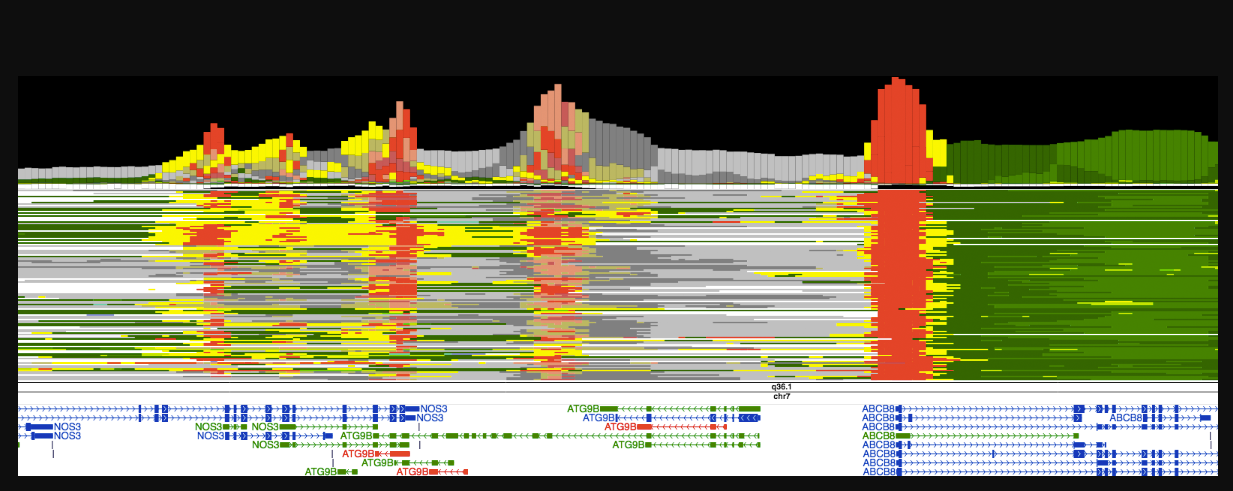 q36.1
chr7
NOS3 ATG9B ABCB8
NOS3 ATG9B ABCB8 ABCB8
NOS3 NOS3 NOS3 ATG9B ABCB8
NOS3 NOS3 ATG9B ABCB8
NOS3 ATG9B ABCB8
ATG9B ABCB8
ATG9B ABCB8
ATG9B ATG9B ABCB8